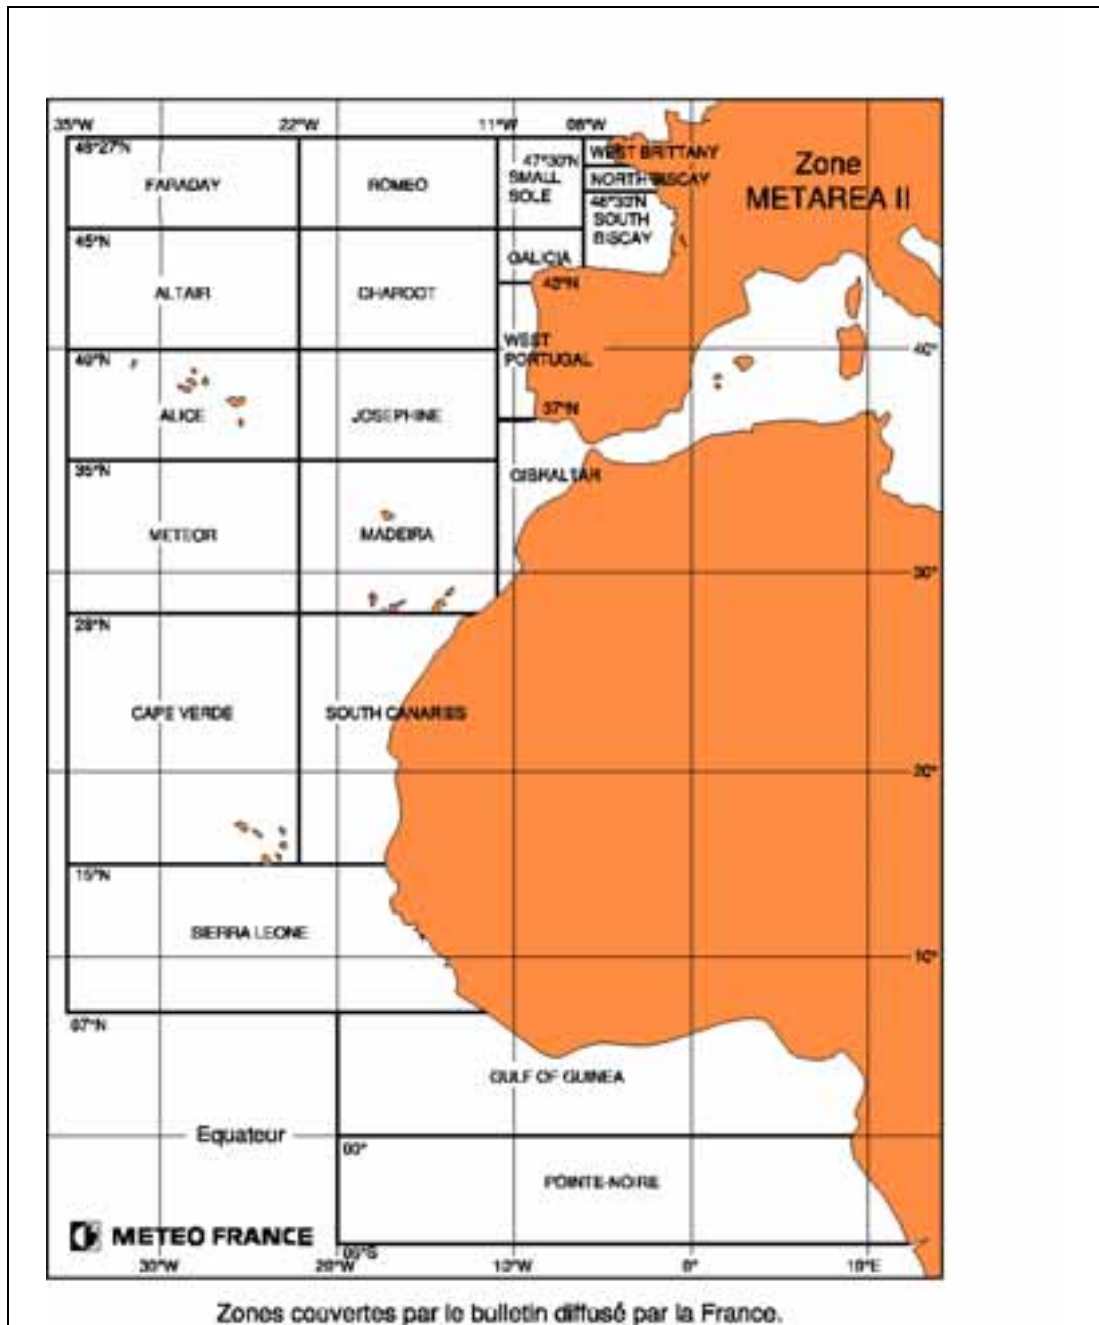 35°W 22°W 11°W 08°W
48°27'N
WEST BRITTANY
Zone
METAREA II
47°30'N
FARADAY
ROMEO
SMALL
SOLE
NORTH BISCAY
46°30'N
SOUTH
BISCAY
45°N
GALICIA
43°N
ALTAIR
CHARCOT
WEST
PORTUGAL
40°N
40°
37°N
ALICE
JOSEPHINE
35°N
GIBRALTAR
METEOR
MADEIRA
30°
28°N
CAPE VERDE
SOUTH CANARIES
20°
15°N
SIERRA LEONE
10°
07°N
GULF OF GUINEA
Equateur
00°
POINTE-NOIRE
METEO FRANCE
06°S
30°W 20°W 10°W 0° 10°E
Zones couvertes par le bulletin diffusé par la France.